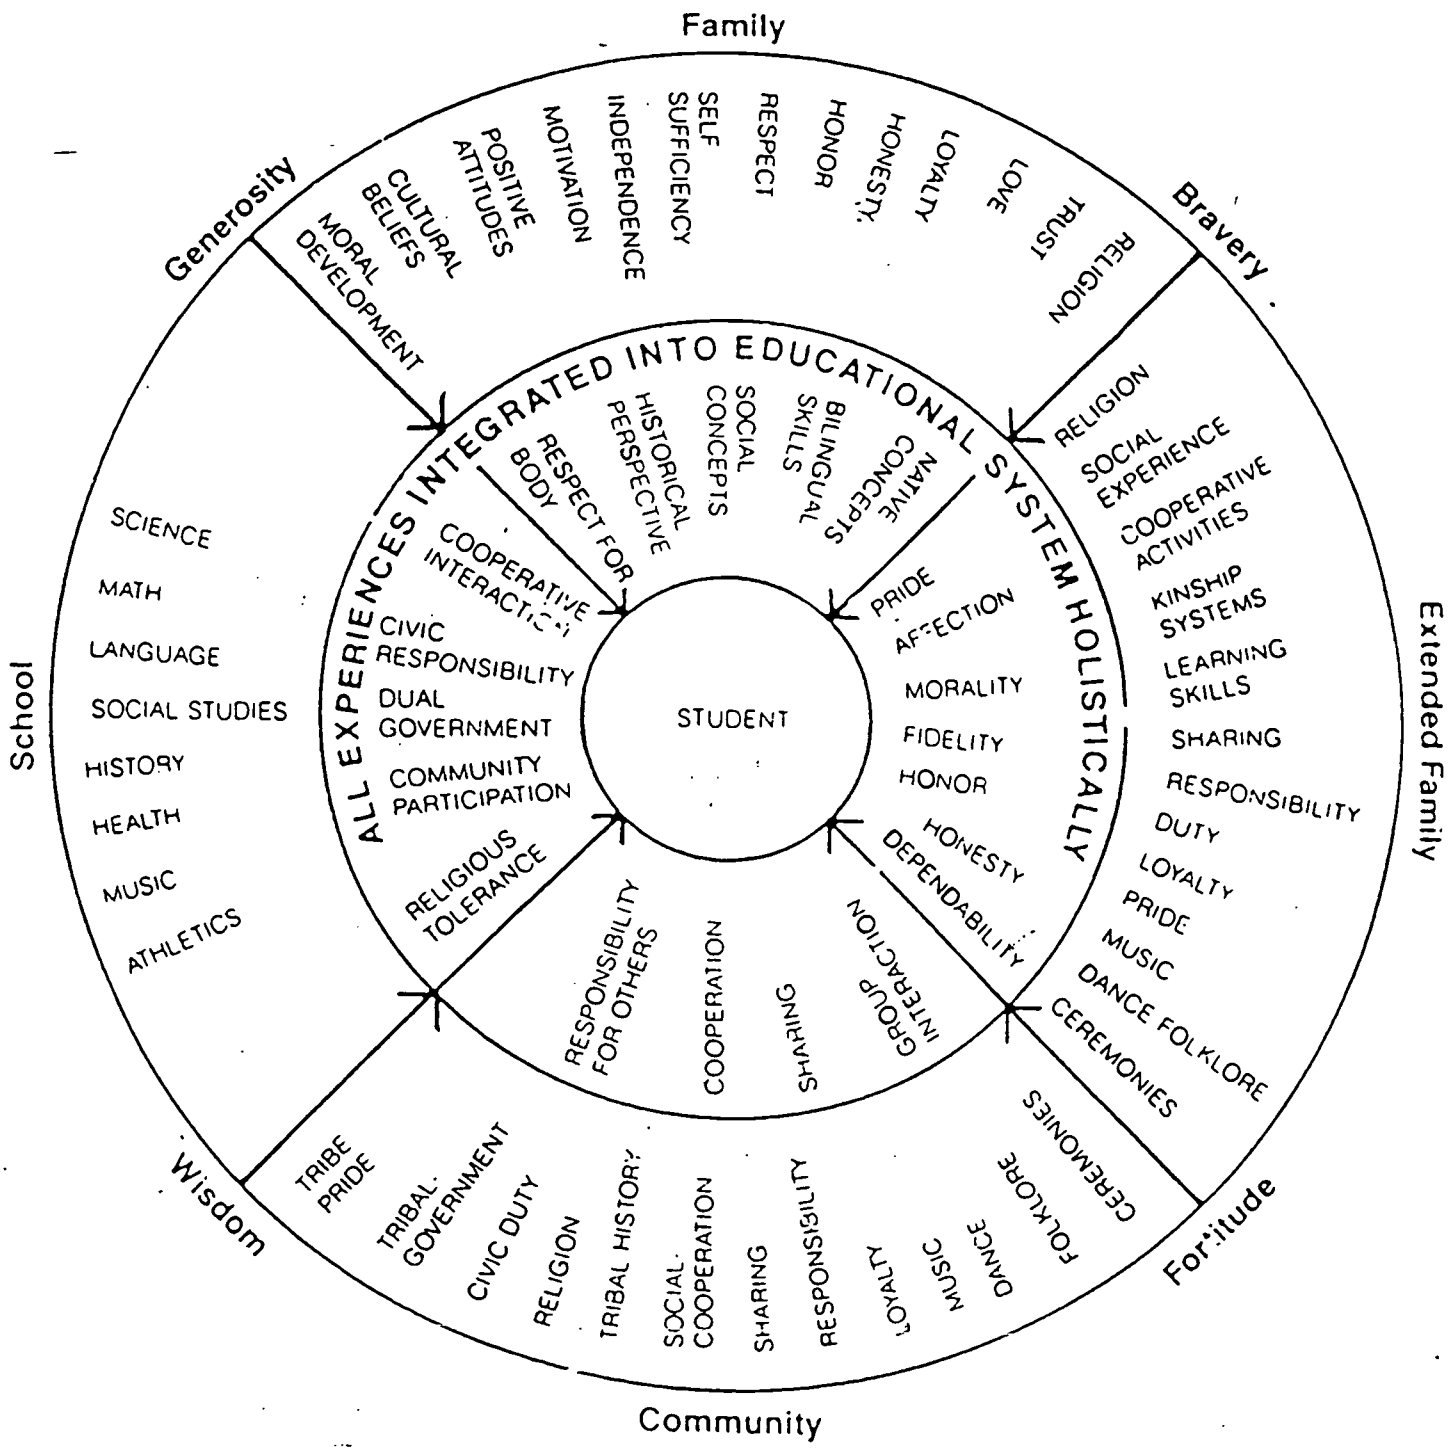 Family
Generosity
Bravery
School
Extended Family
Wisdom
Fortitude
Community
MORAL
DEVELOPMENT
CULTURAL
BELIEFS
POSITIVE
ATTITUDES
MOTIVATION
INDEPENDENCE
SELF
SUFFICIENCY
RESPECT
HONOR
HONESTY
LOYALTY
LOVE
TRUST
RELIGION
RELIGION
SOCIAL
EXPERIENCE
COOPERATIVE
ACTIVITIES
KINSHIP
SYSTEMS
LEARNING
SKILLS
SHARING
RESPONSIBILITY
DUTY
LOYALTY
PRIDE
MUSIC
DANCE FOLKLORE
CEREMONIES
CEREMONIES
FOLKLORE
DANCE
MUSIC
LOYALTY
RESPONSIBILITY
SHARING
SOCIAL
COOPERATION
TRIBAL HISTORY
RELIGION
CIVIC DUTY
TRIBAL
GOVERNMENT
TRIBE
PRIDE
SCIENCE
MATH
LANGUAGE
SOCIAL STUDIES
HISTORY
HEALTH
MUSIC
ATHLETICS
ALL EXPERIENCES INTEGRATED INTO EDUCATIONAL SYSTEM HOLISTICALLY
RESPECT FOR
BODY
HISTORICAL
PERSPECTIVE
SOCIAL
CONCEPTS
BILINGUAL
SKILLS
NATIVE
CONCEPTS
PRIDE
AFFECTION
MORALITY
FIDELITY
HONOR
HONESTY
DEPENDABILITY
GROUP
INTERACTION
SHARING
COOPERATION
RESPONSIBILITY
FOR OTHERS
RELIGIOUS
TOLERANCE
COMMUNITY
PARTICIPATION
DUAL
GOVERNMENT
CIVIC
RESPONSIBILITY
COOPERATIVE
INTERACTION
STUDENT